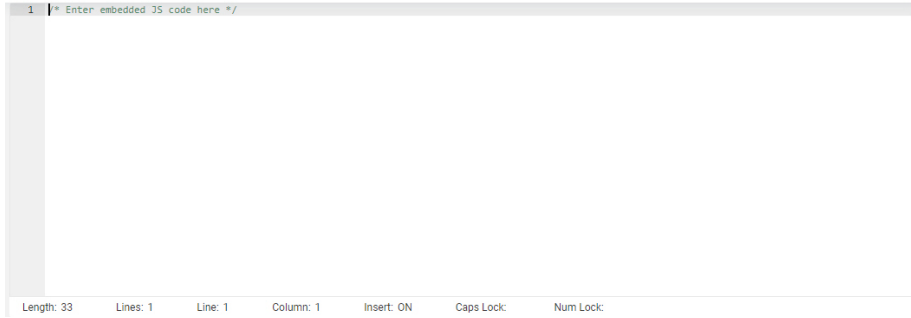 1 /* Enter embedded JS code here */
Length: 33 Lines: 1 Line: 1 Column: 1 Insert: ON Caps Lock: Num Lock: